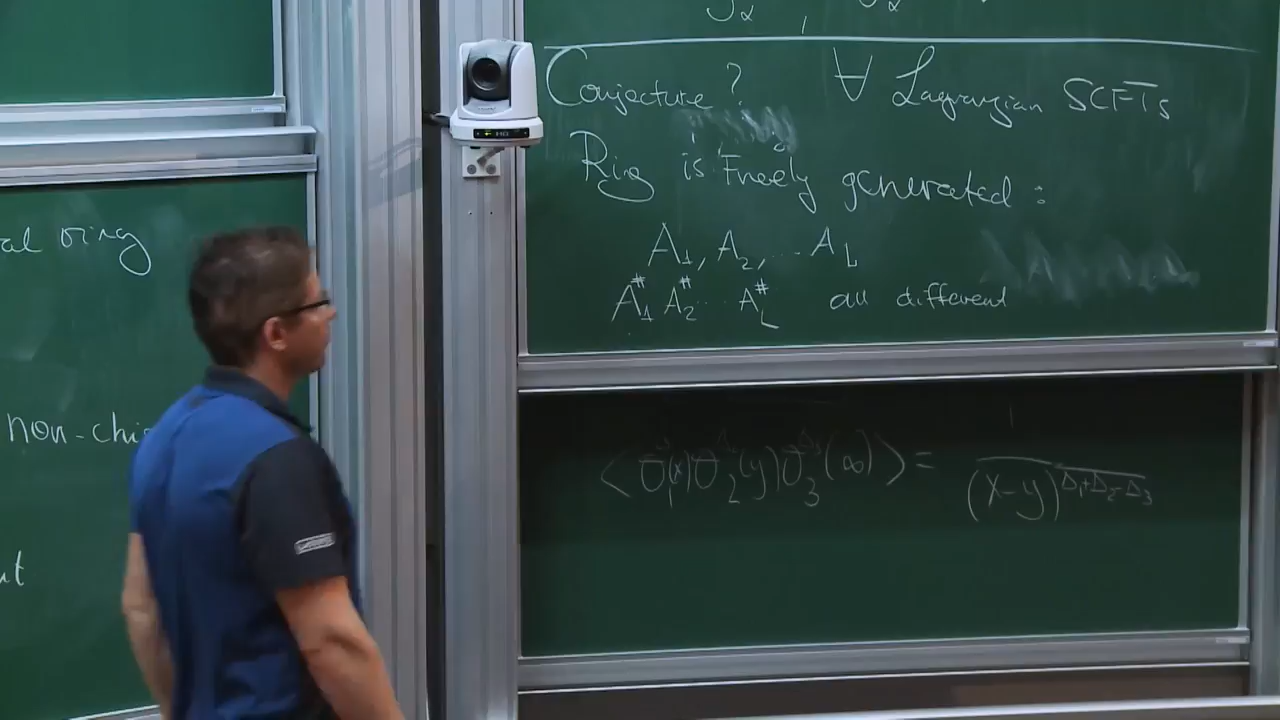 al ring
non-chi
ut
Conjecture ? ∀ Lagrangian SCFTs
Ring is Freely generated :
A₁, A₂, ... A_L
A₁^# A₂^# ... A_L^# all different
< O₁(x) O₂(y) O₃(∞) > = 1 / (x-y)^{Δ₁+Δ₂-Δ₃}